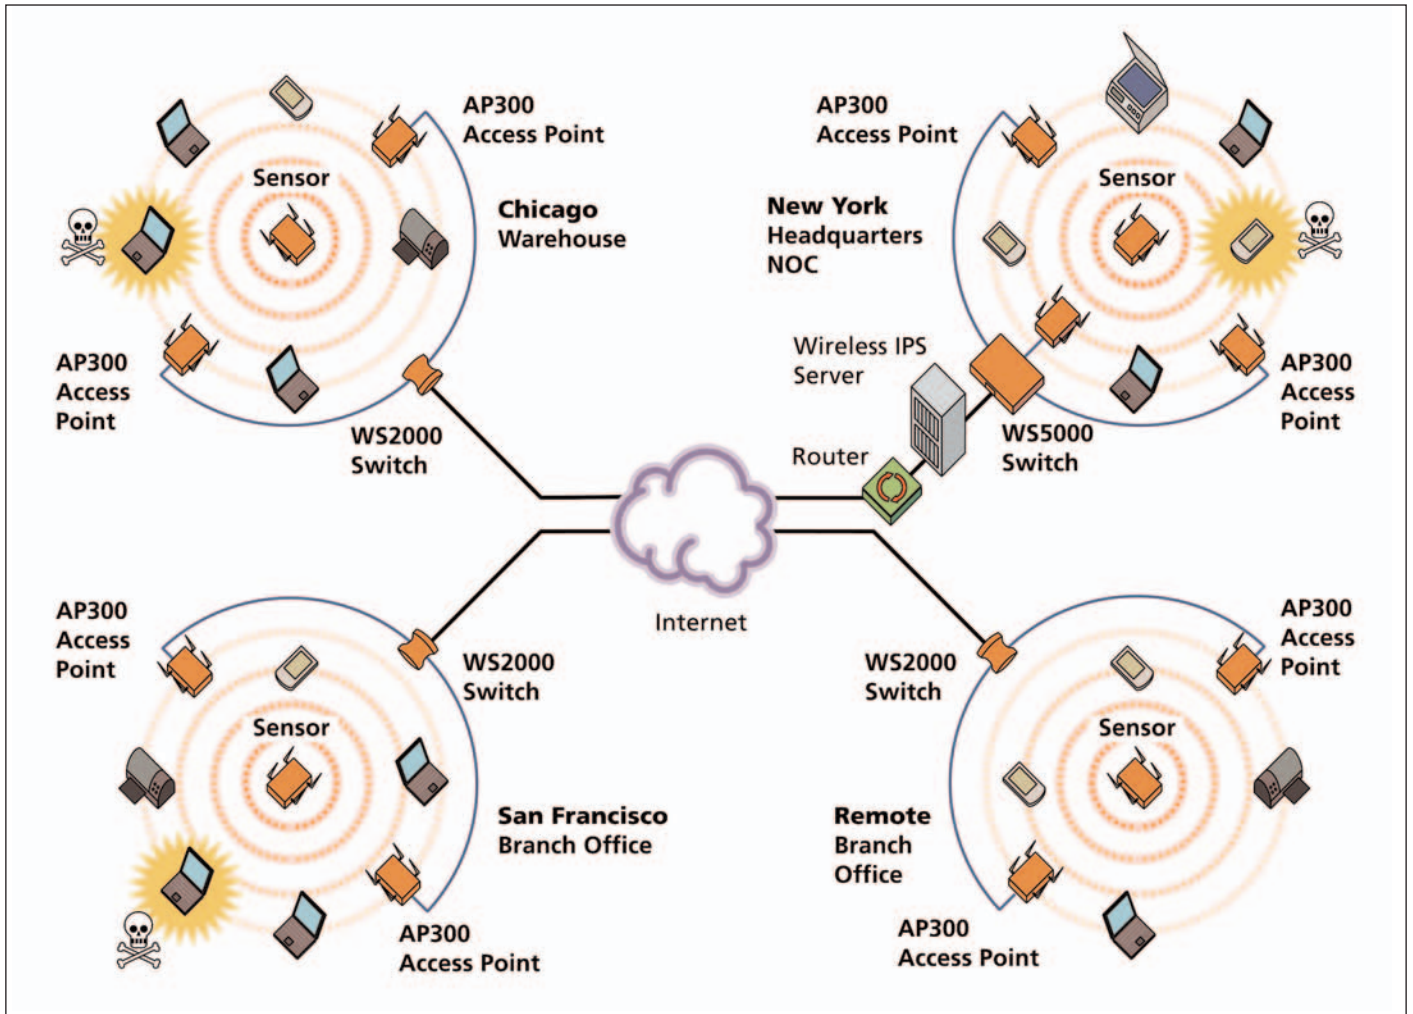 AP300
Access Point
Sensor
Chicago
Warehouse
AP300
Access
Point
WS2000
Switch
AP300
Access Point
Sensor
New York
Headquarters
NOC
Wireless IPS
Server
Router
WS5000
Switch
AP300
Access
Point
Internet
AP300
Access
Point
WS2000
Switch
Sensor
San Francisco
Branch Office
AP300
Access Point
WS2000
Switch
AP300
Access
Point
Sensor
Remote
Branch
Office
AP300
Access Point